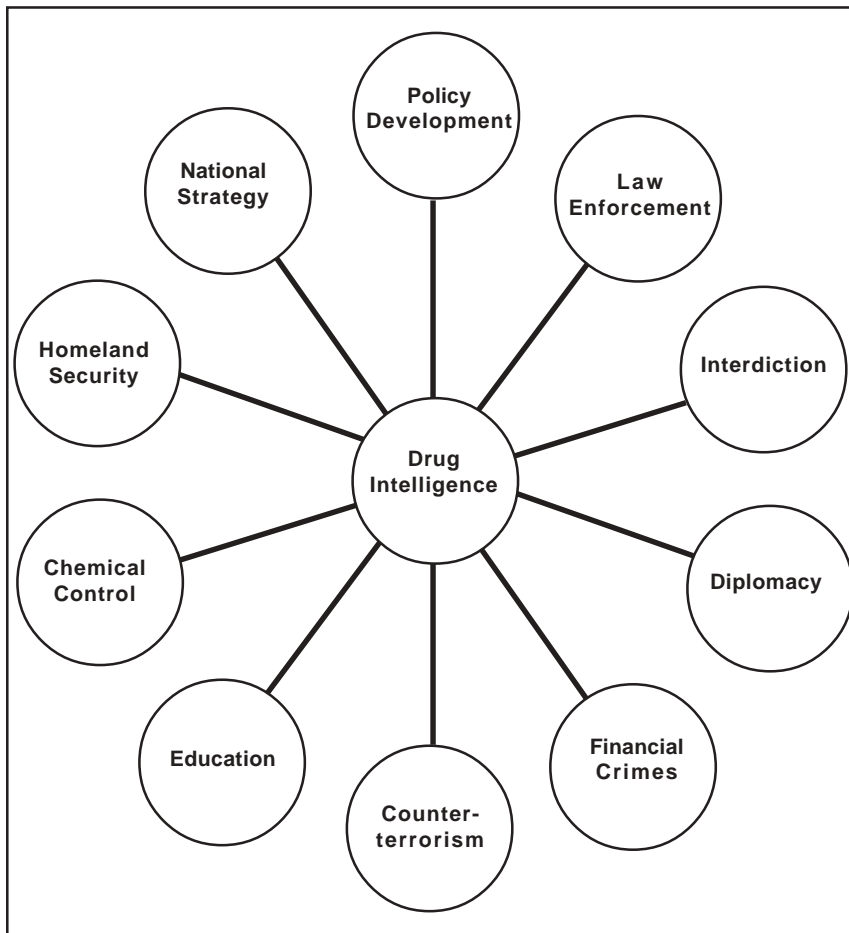 Policy
Development
National
Strategy
Law
Enforcement
Homeland
Security
Interdiction
Drug
Intelligence
Chemical
Control
Diplomacy
Education
Financial
Crimes
Counter-
terrorism